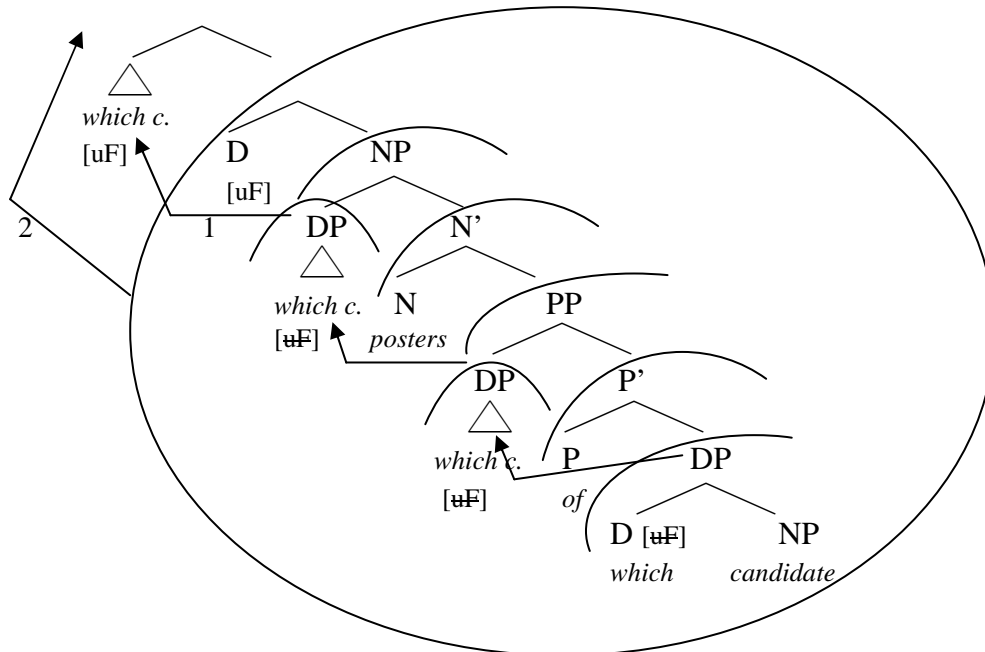 which c.
[uF]
D
NP
[uF]
2
1
DP
N'
which c.
N
PP
[uF]
posters
DP
P'
which c.
P
DP
[uF]
of
D [uF]
NP
which
candidate